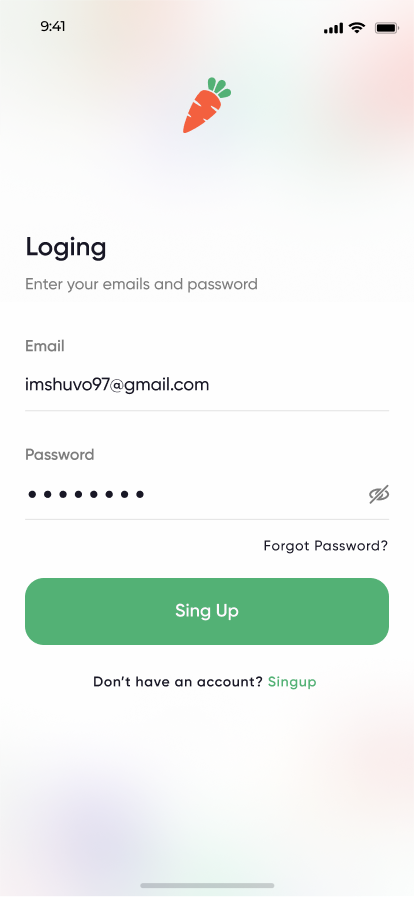 9:41
Loging
Enter your emails and password
Email
imshuvo97@gmail.com
Password
Forgot Password?
Sing Up
Don’t have an account? Singup